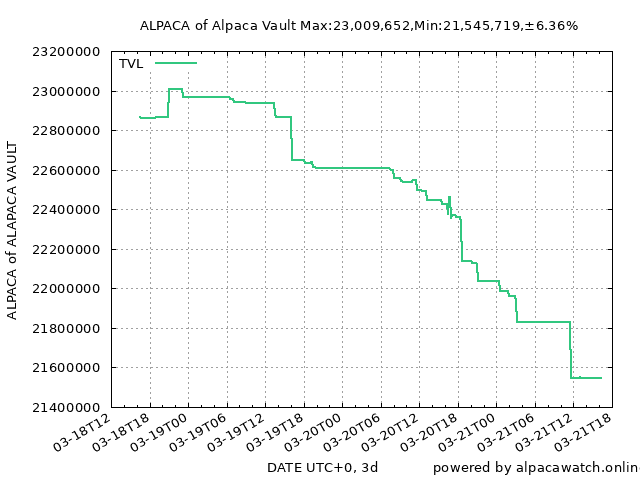 ALPACA of Alpaca Vault Max:23,009,652,Min:21,545,719,±6.36%
TVL
ALPACA of ALAPACA VAULT
23200000
23000000
22800000
22600000
22400000
22200000
22000000
21800000
21600000
21400000
03-18T12
03-18T18
03-19T00
03-19T06
03-19T12
03-19T18
03-20T00
03-20T06
03-20T12
03-20T18
03-21T00
03-21T06
03-21T12
03-21T18
DATE UTC+0, 3d
powered by alpacawatch.onlin